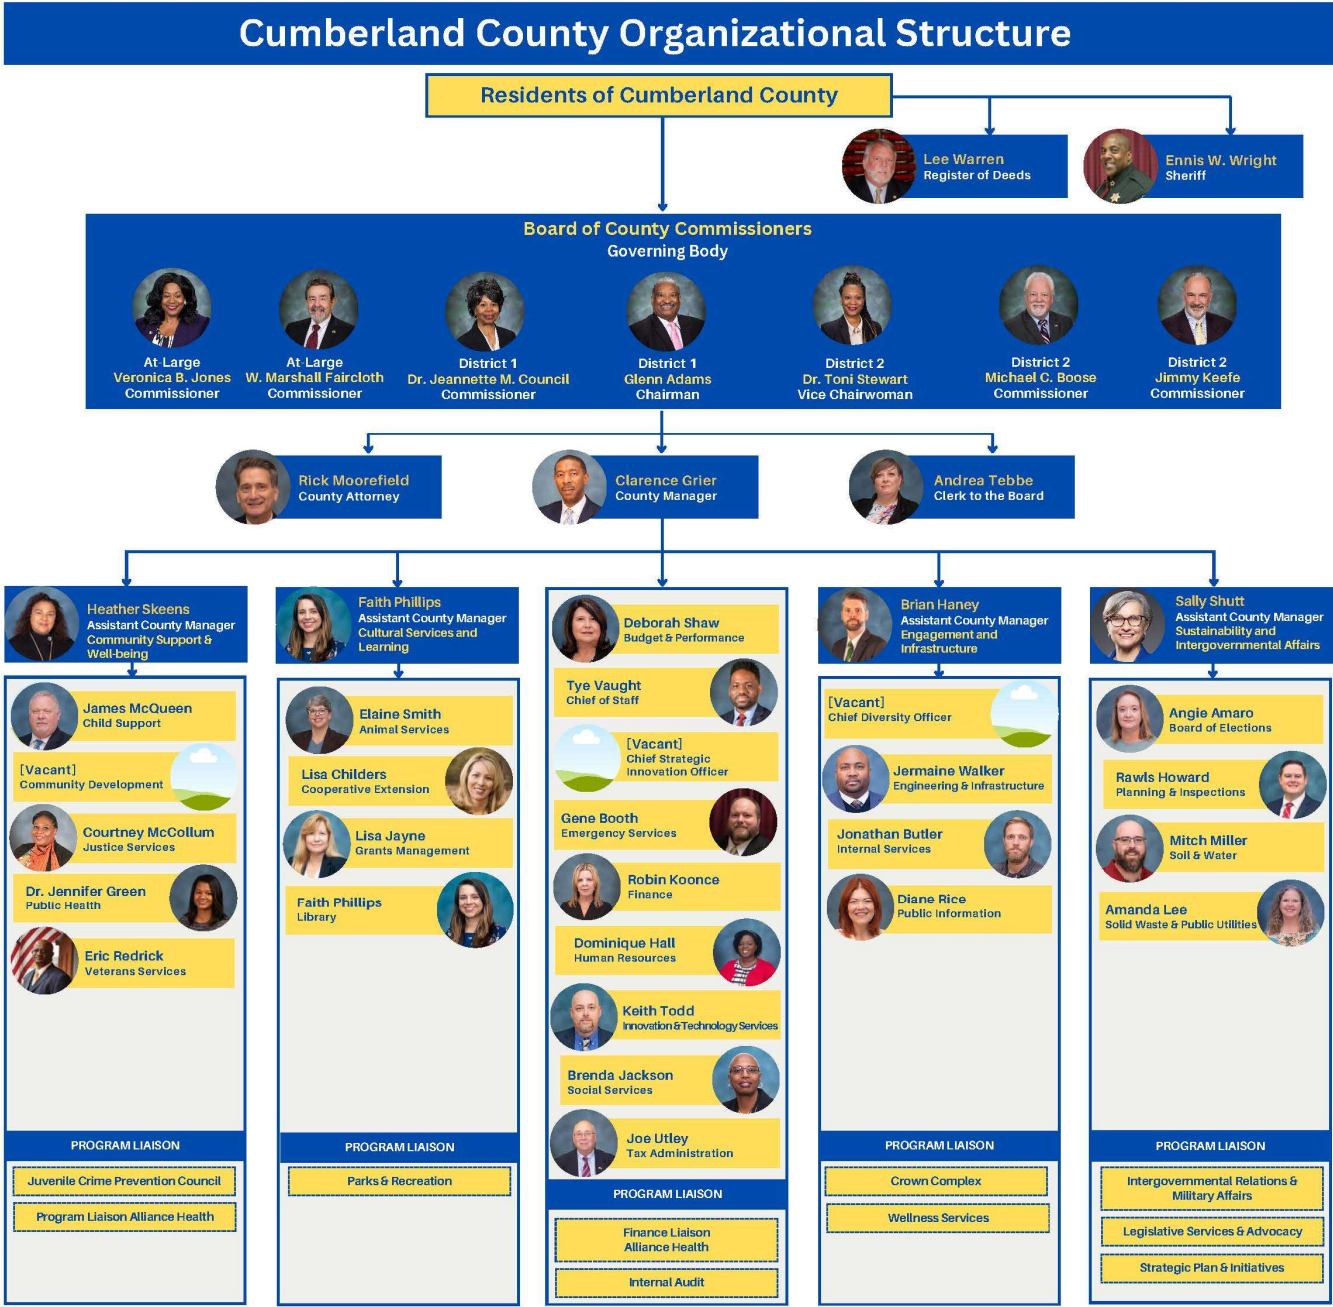 Cumberland County Organizational Structure
Residents of Cumberland County
Lee Warren
Register of Deeds
Ennis W. Wright
Sheriff
Board of County Commissioners
Governing Body
At-Large
Veronica B. Jones
Commissioner
At-Large
W. Marshall Faircloth
Commissioner
District 1
Dr. Jeannette M. Council
Commissioner
District 1
Glenn Adams
Chairman
District 2
Dr. Toni Stewart
Vice Chairwoman
District 2
Michael C. Boose
Commissioner
District 2
Jimmy Keefe
Commissioner
Rick Moorefield
County Attorney
Clarence Grier
County Manager
Andrea Tebbe
Clerk to the Board
Heather Skeens
Assistant County Manager
Community Support &
Well-being
James McQueen
Child Support
[Vacant]
Community Development
Courtney McCollum
Justice Services
Dr. Jennifer Green
Public Health
Eric Redrick
Veterans Services
PROGRAM LIAISON
Juvenile Crime Prevention Council
Program Liaison Alliance Health
Faith Phillips
Assistant County Manager
Cultural Services and
Learning
Elaine Smith
Animal Services
Lisa Childers
Cooperative Extension
Lisa Jayne
Grants Management
Faith Phillips
Library
PROGRAM LIAISON
Parks & Recreation
Deborah Shaw
Budget & Performance
Tye Vaught
Chief of Staff
[Vacant]
Chief Strategic
Innovation Officer
Gene Booth
Emergency Services
Robin Koonce
Finance
Dominique Hall
Human Resources
Keith Todd
Innovation & Technology Services
Brenda Jackson
Social Services
Joe Utley
Tax Administration
PROGRAM LIAISON
Finance Liaison
Alliance Health
Internal Audit
Brian Haney
Assistant County Manager
Engagement and
Infrastructure
[Vacant]
Chief Diversity Officer
Jermaine Walker
Engineering & Infrastructure
Jonathan Butler
Internal Services
Diane Rice
Public Information
PROGRAM LIAISON
Crown Complex
Wellness Services
Sally Shutt
Assistant County Manager
Sustainability and
Intergovernmental Affairs
Angie Amaro
Board of Elections
Rawls Howard
Planning & Inspections
Mitch Miller
Soil & Water
Amanda Lee
Solid Waste & Public Utilities
PROGRAM LIAISON
Intergovernmental Relations &
Military Affairs
Legislative Services & Advocacy
Strategic Plan & Initiatives